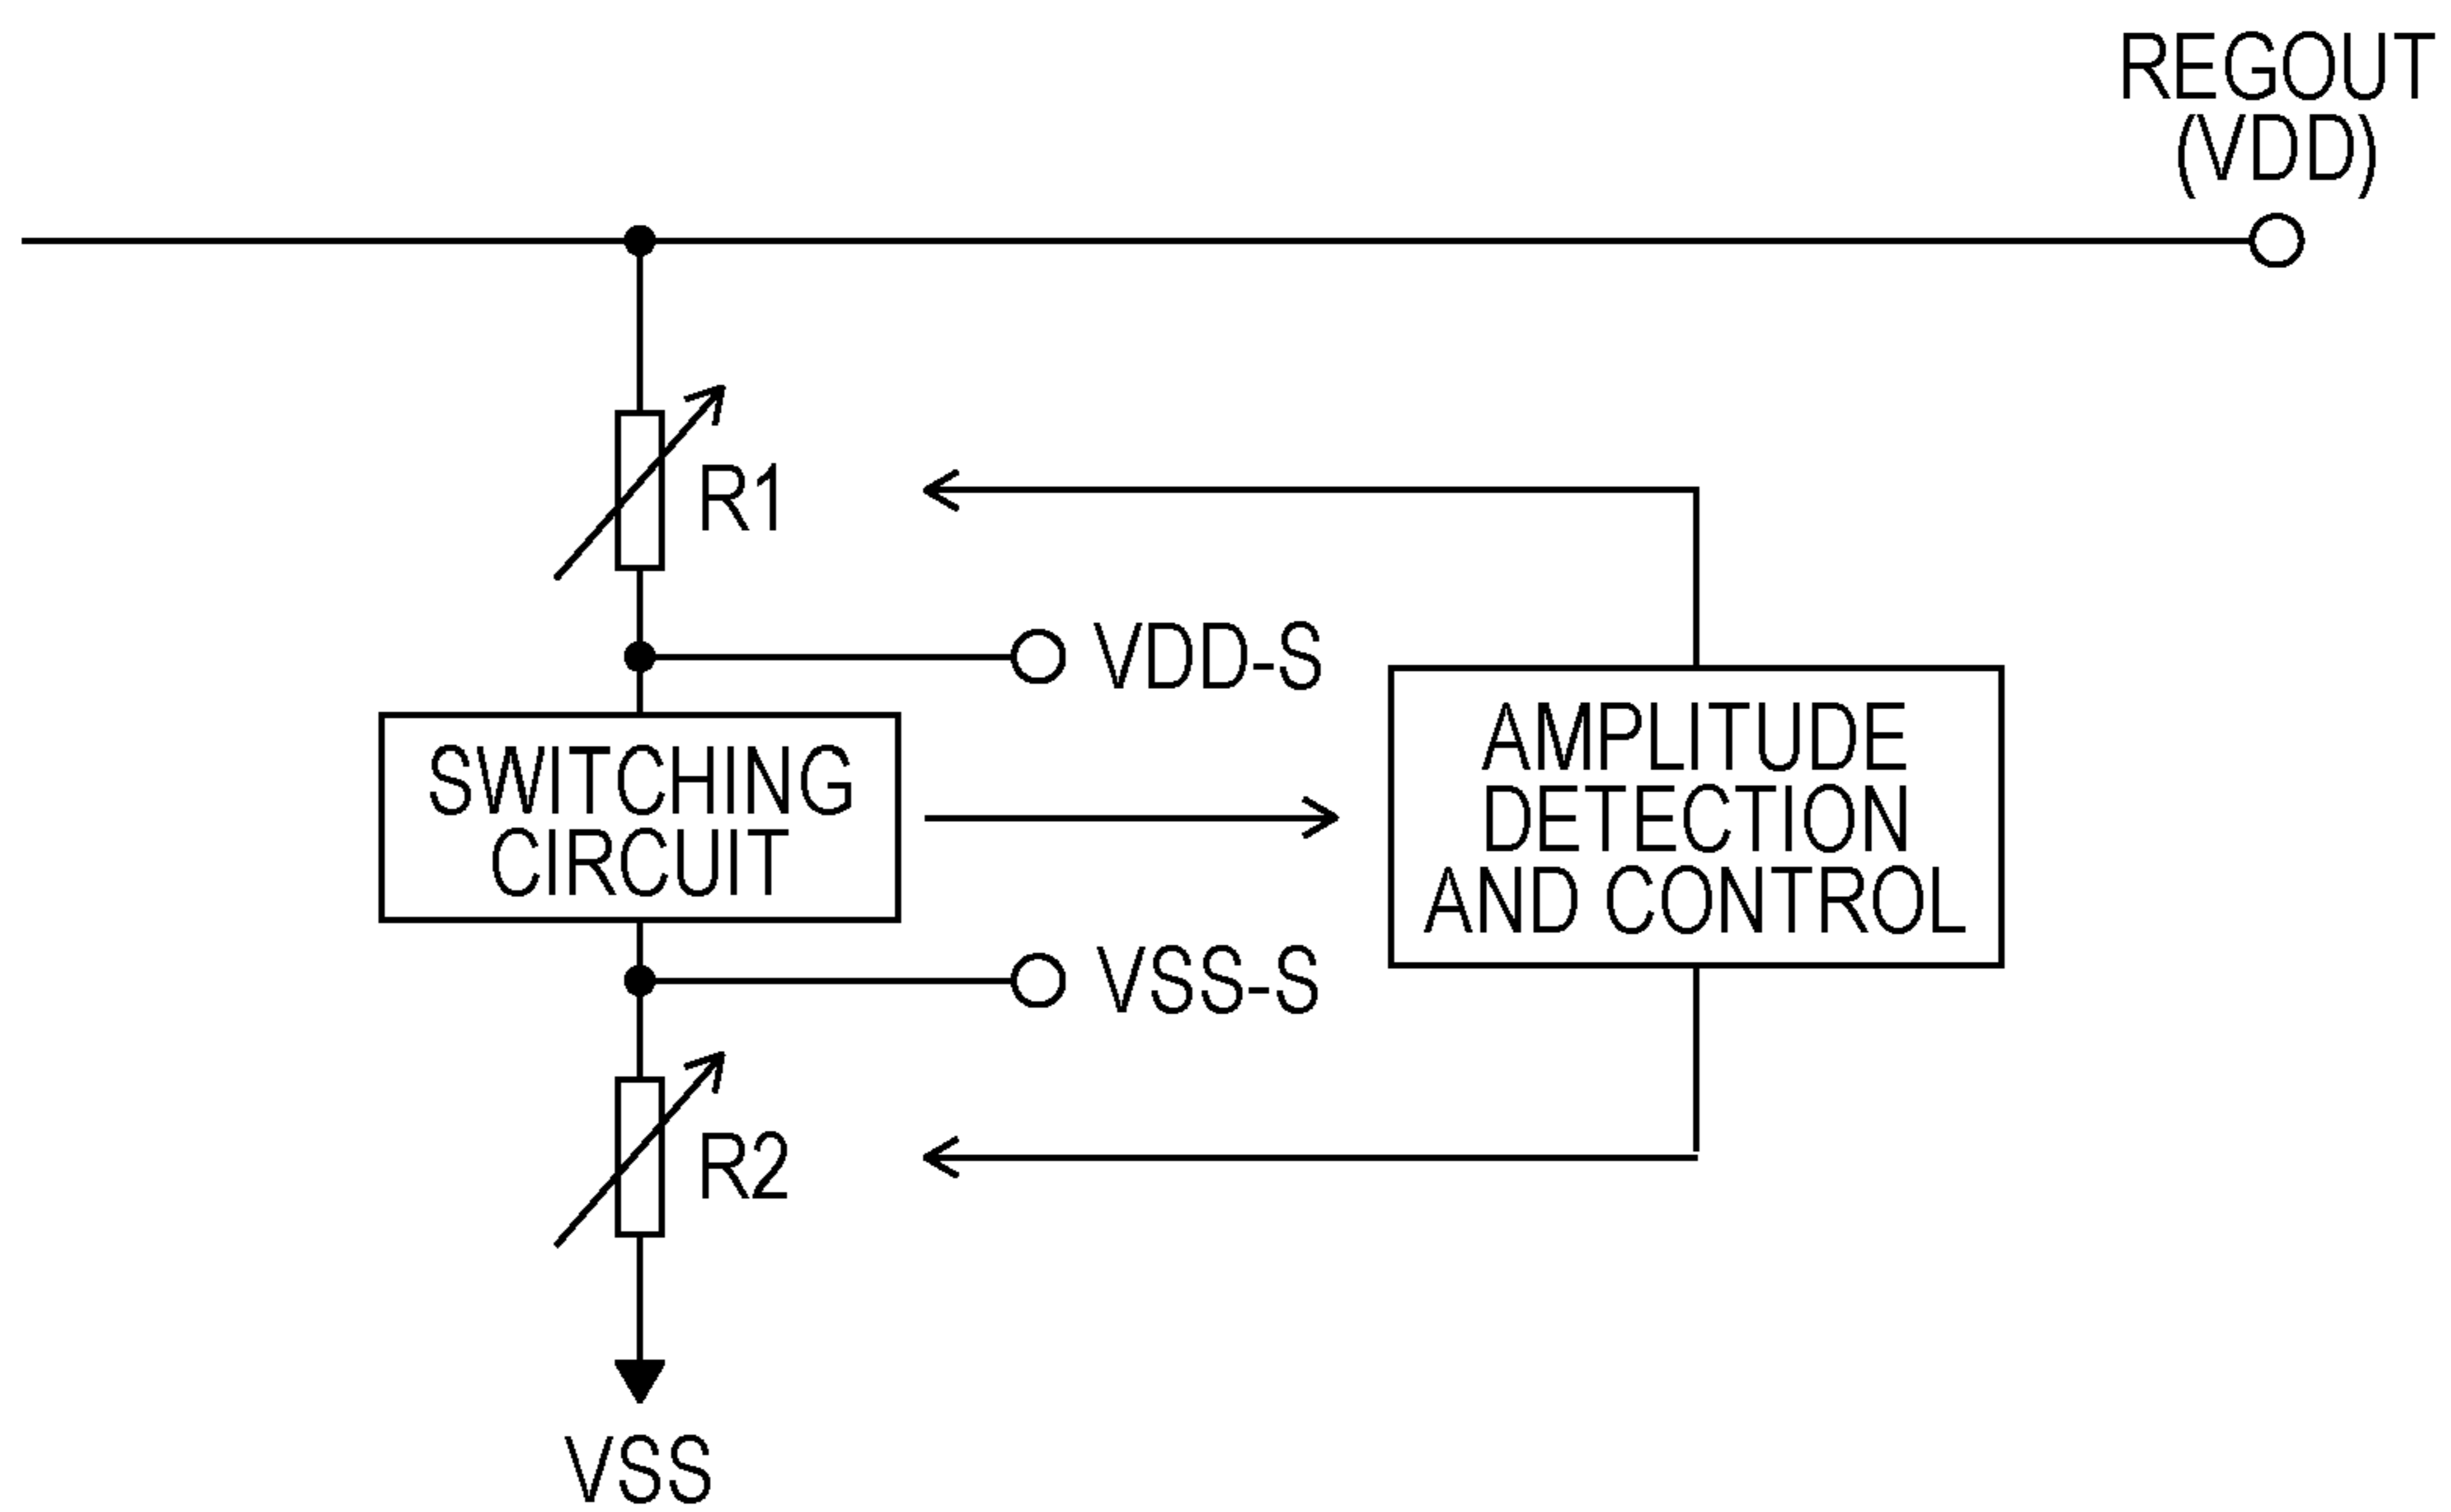 REGOUT
(VDD)
R1
VDD-S
SWITCHING
CIRCUIT
AMPLITUDE
DETECTION
AND CONTROL
VSS-S
R2
VSS